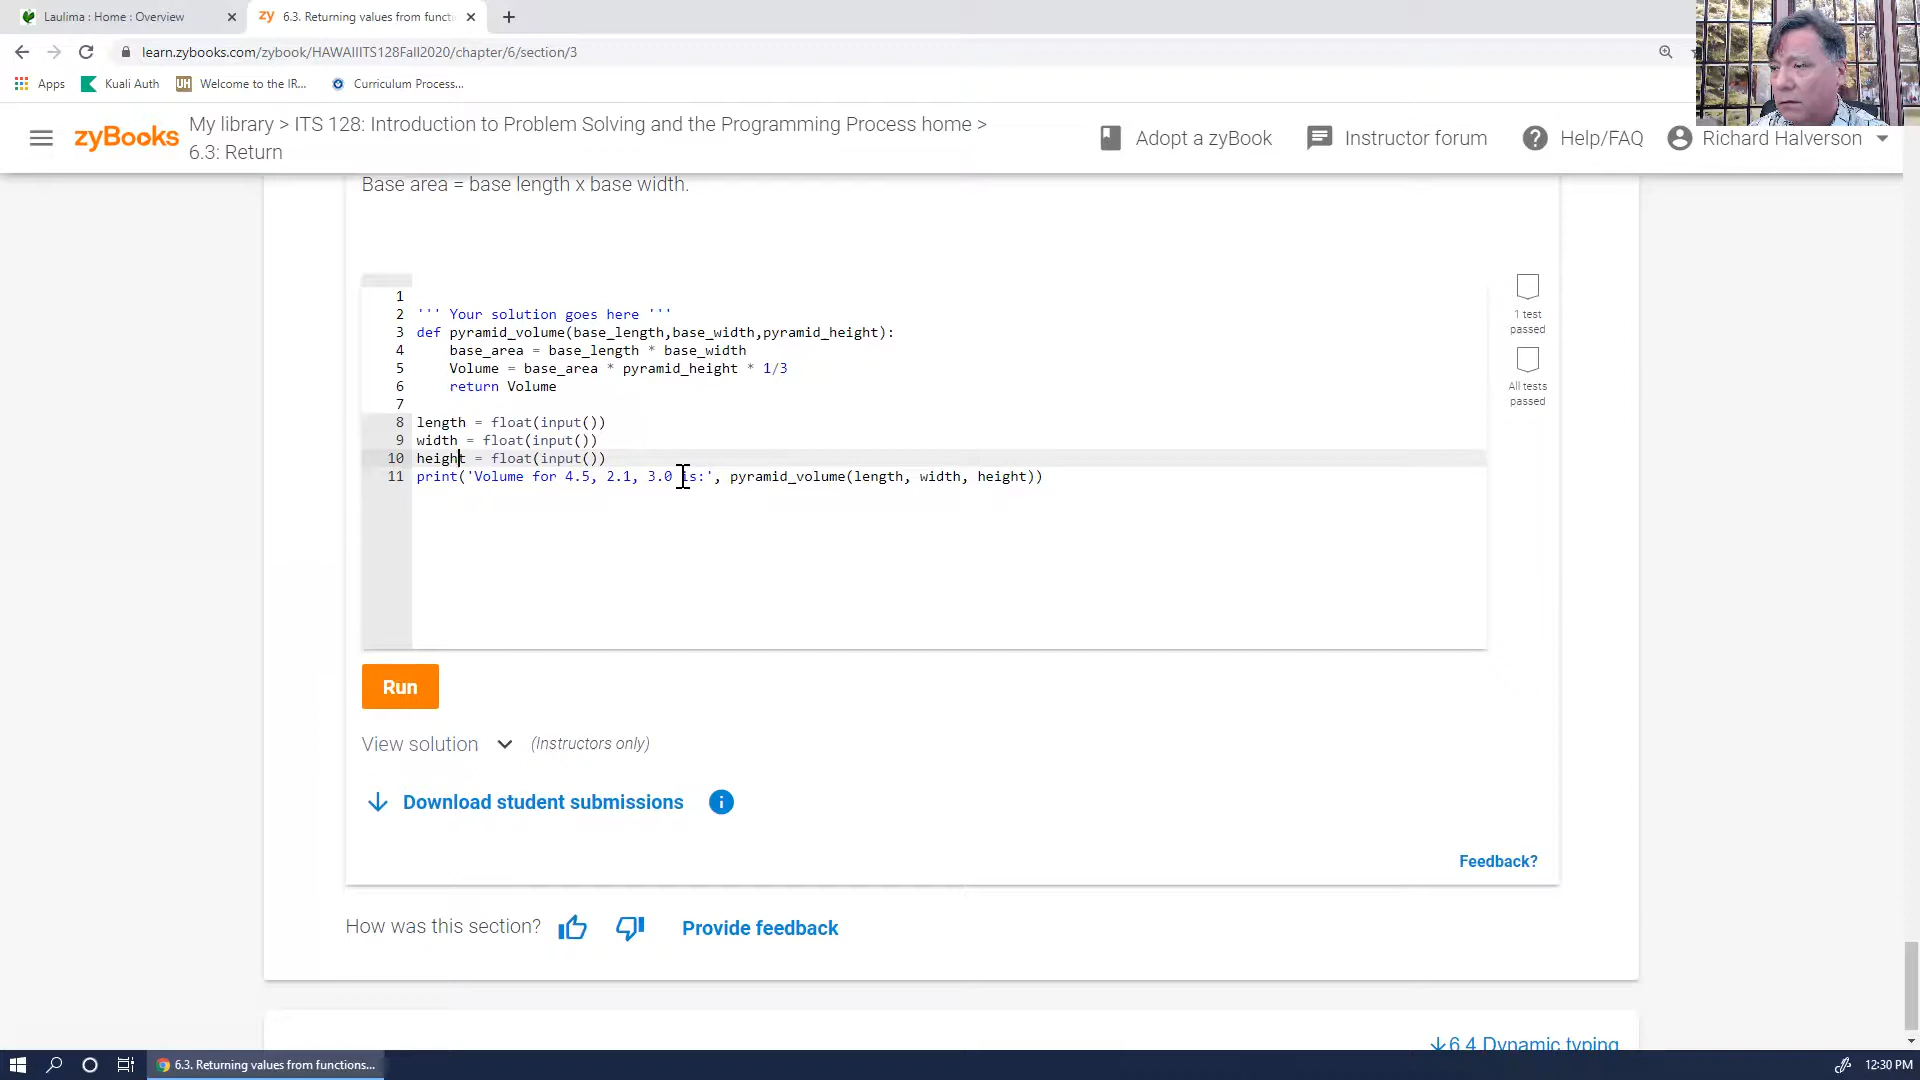 Laulima : Home : Overview
zy 6.3. Returning values from functi
learn.zybooks.com/zybook/HAWAIIITS128Fall2020/chapter/6/section/3
Apps
Kuali Auth
UH Welcome to the IR...
Curriculum Process...
zyBooks
My library > ITS 128: Introduction to Problem Solving and the Programming Process home >
6.3: Return
Adopt a zyBook
Instructor forum
Help/FAQ
Richard Halverson
Base area = base length x base width.
1
2 ''' Your solution goes here '''
3 def pyramid_volume(base_length,base_width,pyramid_height):
4 base_area = base_length * base_width
5 Volume = base_area * pyramid_height * 1/3
6 return Volume
7
8 length = float(input())
9 width = float(input())
10 height = float(input())
11 print('Volume for 4.5, 2.1, 3.0 is:', pyramid_volume(length, width, height))
1 test
passed
All tests
passed
Run
View solution (Instructors only)
Download student submissions
Feedback?
How was this section?
Provide feedback
6.4 Dynamic typing
6.3. Returning values from functions...
12:30 PM